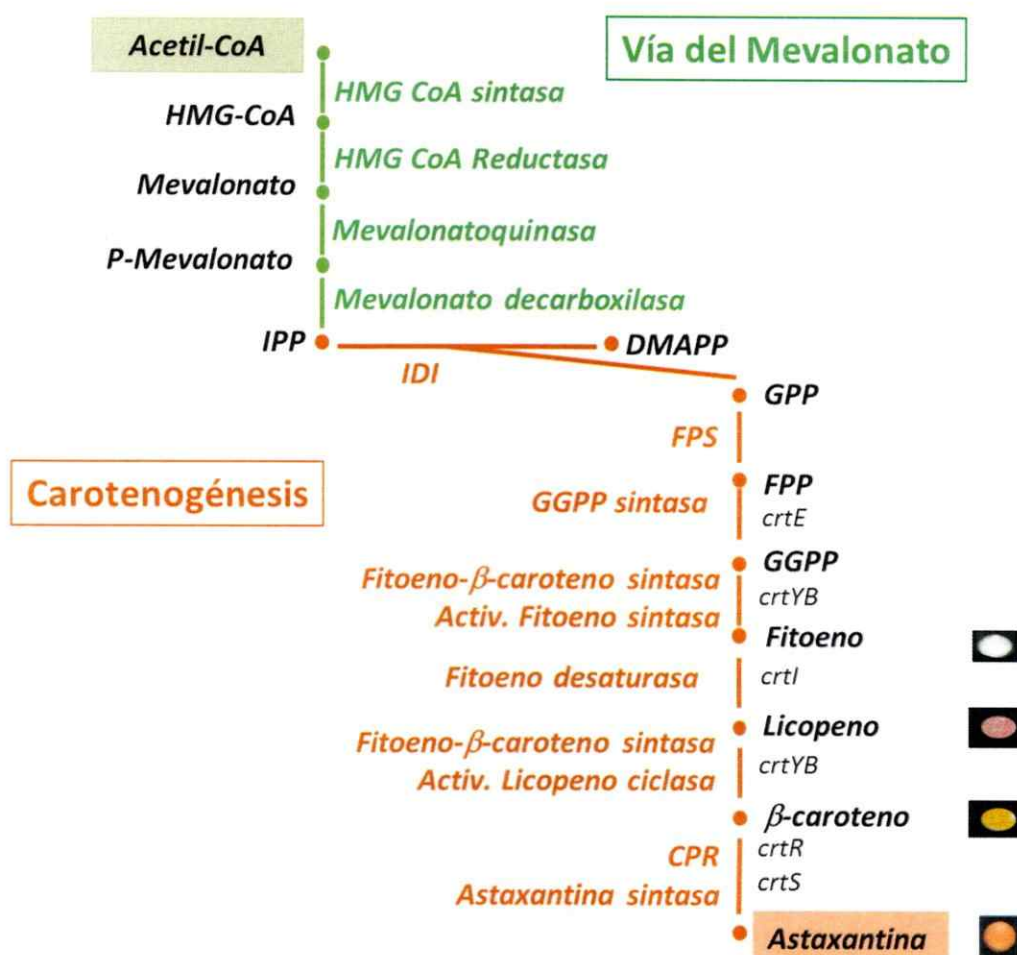 Acetil-CoA
Vía del Mevalonato
HMG CoA sintasa
HMG-CoA
HMG CoA Reductasa
Mevalonato
Mevalonatoquinasa
P-Mevalonato
Mevalonato decarboxilasa
IPP
DMAPP
IDI
GPP
FPS
Carotenogénesis
FPP
GGPP sintasa
crtE
GGPP
Fitoeno-β-caroteno sintasa
crtYB
Activ. Fitoeno sintasa
Fitoeno
Fitoeno desaturasa
crtI
Licopeno
Fitoeno-β-caroteno sintasa
crtYB
Activ. Licopeno ciclasa
β-caroteno
CPR
crtR
Astaxantina sintasa
crtS
Astaxantina